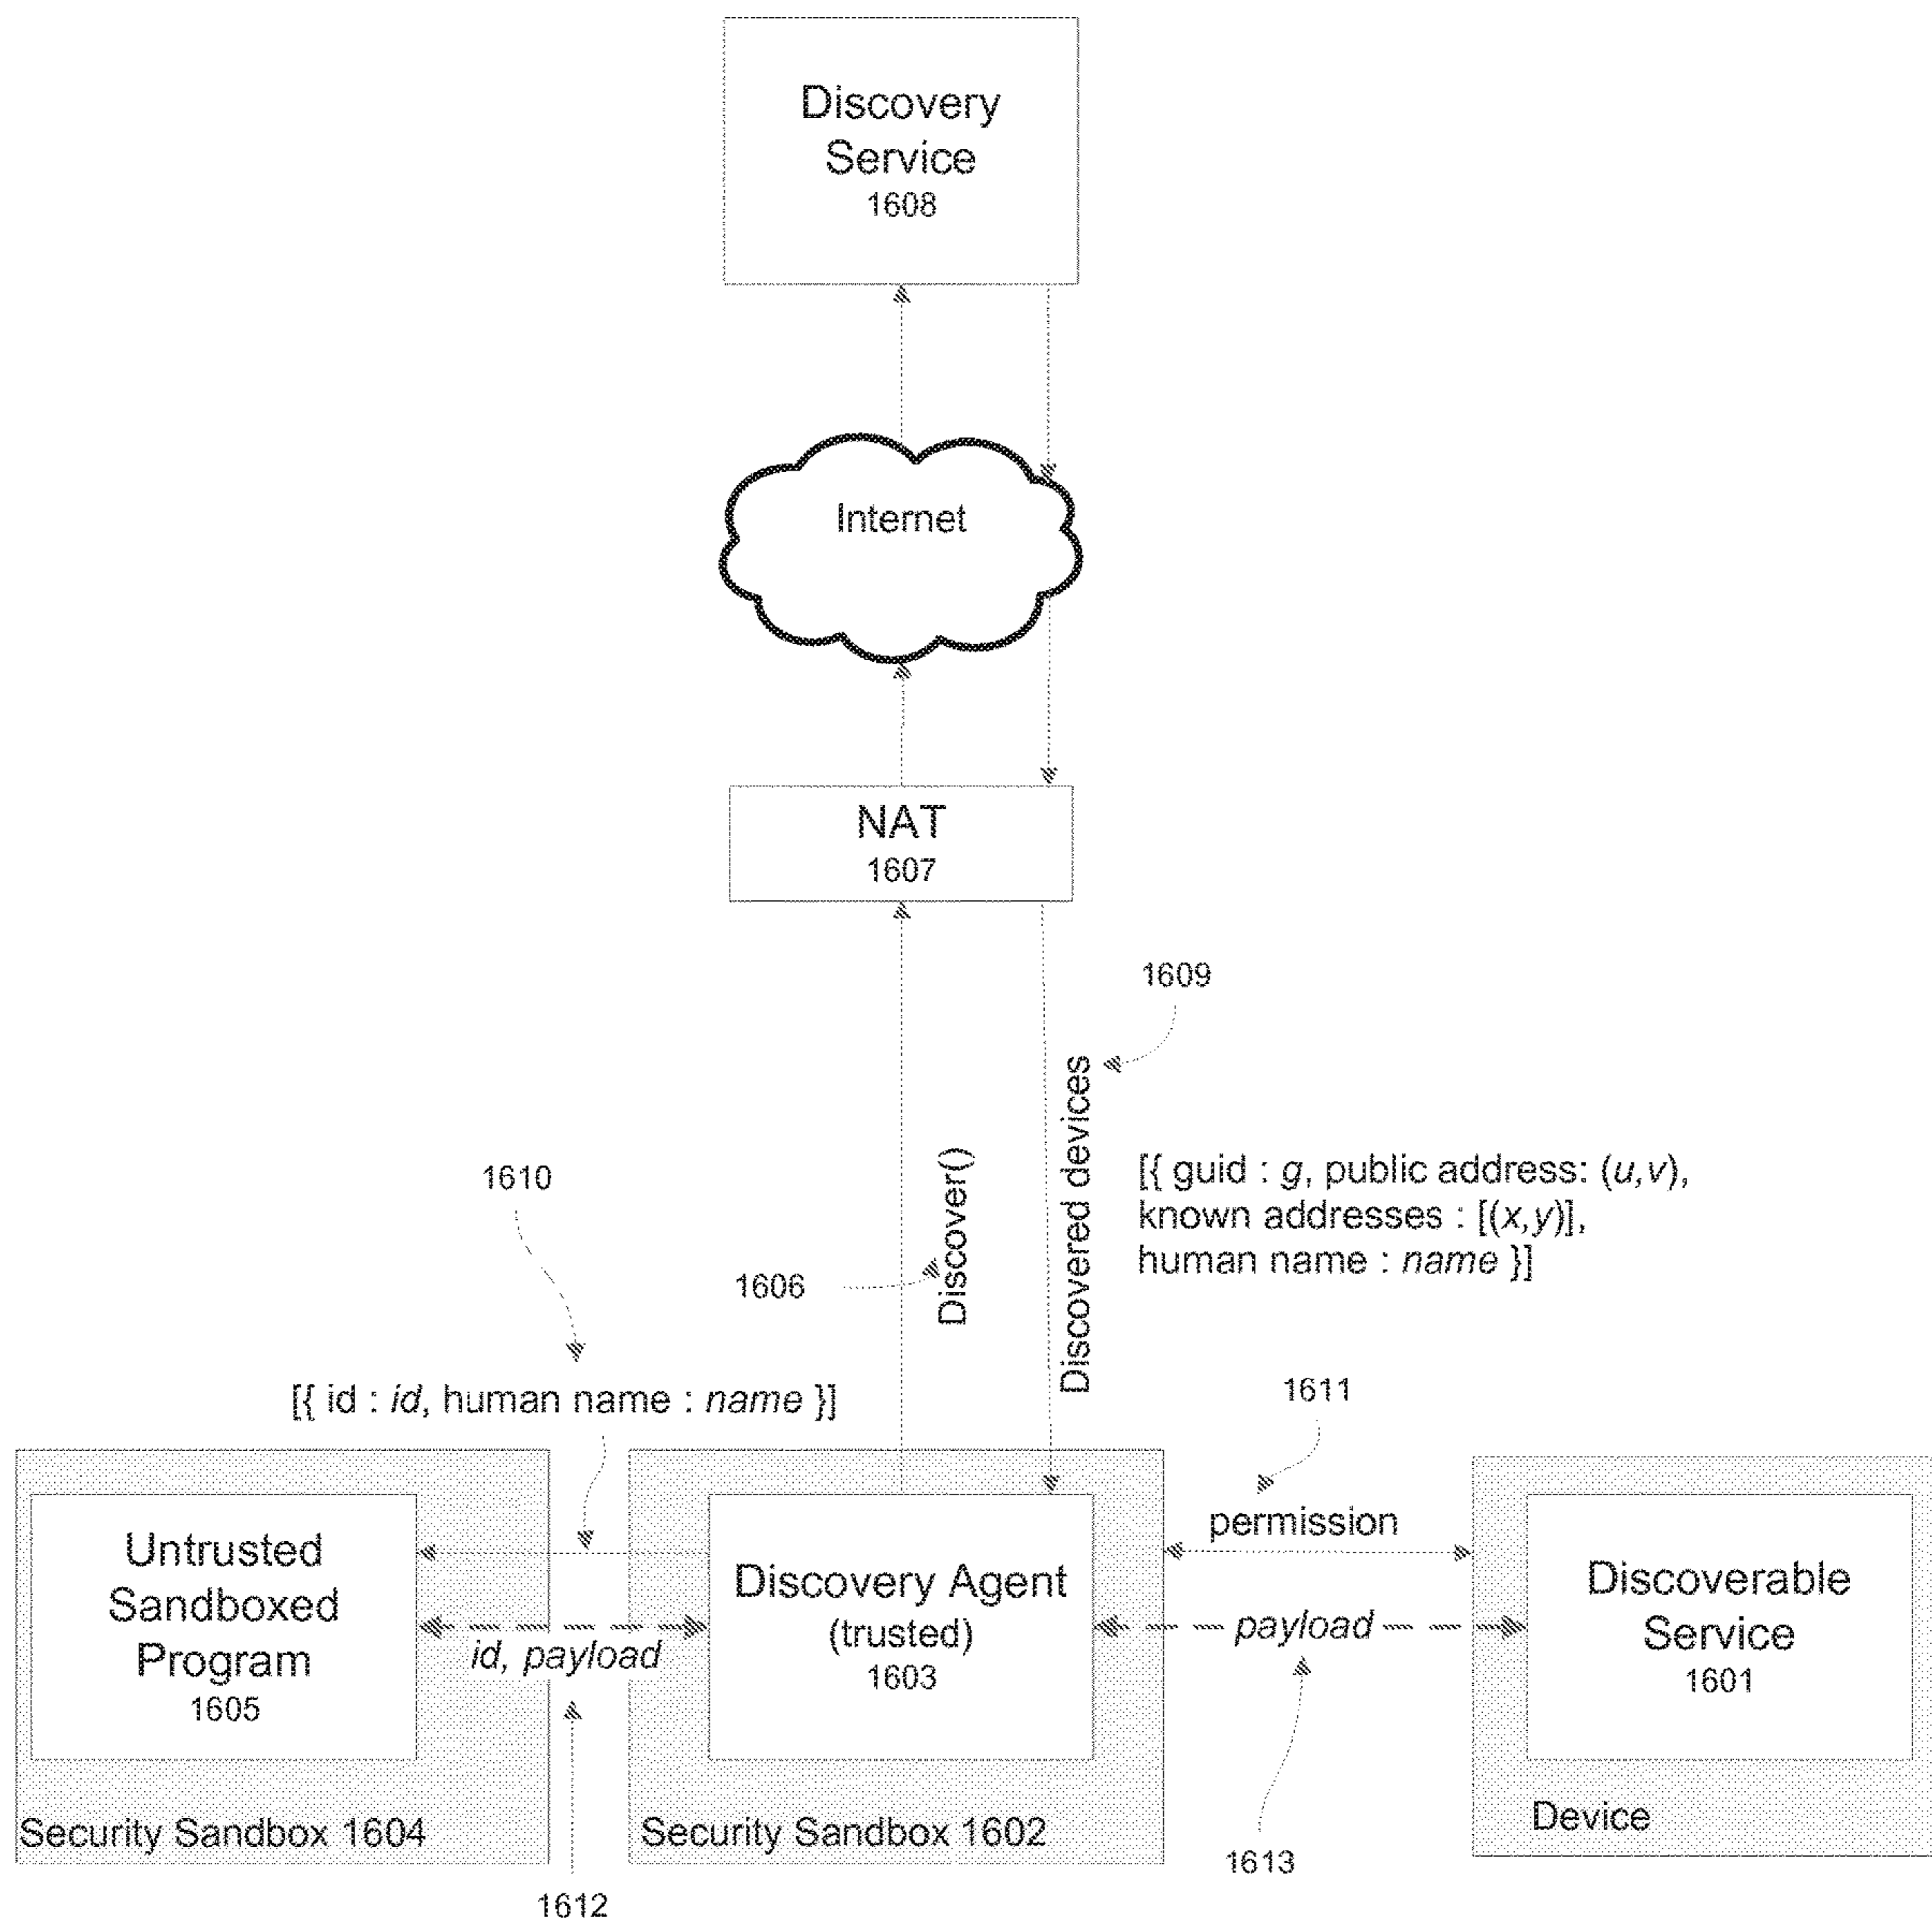 Discovery
Service
1608
Internet
NAT
1607
1609
Discovered devices
Discover()
1606
[{ guid : g, public address: (u,v),
known addresses : [(x,y)],
human name : name }]
1610
[{ id : id, human name : name }]
1611
permission
Untrusted
Sandboxed
Program
1605
id, payload
Discovery Agent
(trusted)
1603
payload
Discoverable
Service
1601
Security Sandbox 1604
Security Sandbox 1602
Device
1612
1613